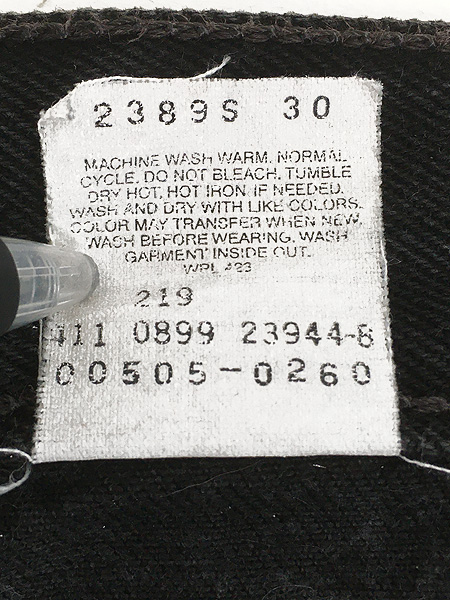 2389S 30
MACHINE WASH WARM. NORMAL
CYCLE. DO NOT BLEACH. TUMBLE
DRY HOT. HOT IRON IF NEEDED.
WASH AND DRY WITH LIKE COLORS.
COLOR MAY TRANSFER WHEN NEW.
WASH BEFORE WEARING. WASH
GARMENT INSIDE OUT.
WPL 423
219
411 0899 23944-8
00505-0260